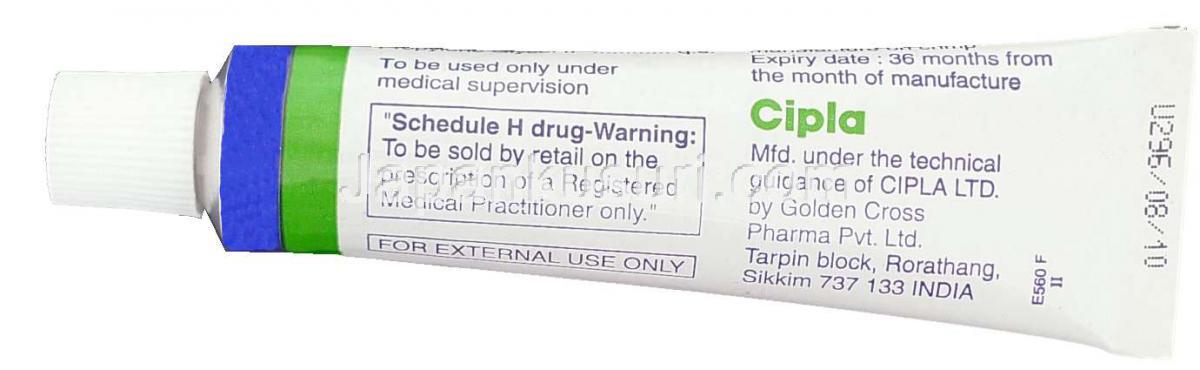 To be used only under
medical supervision
"Schedule H drug-Warning:
To be sold by retail on the
prescription of a Registered
Medical Practitioner only."
FOR EXTERNAL USE ONLY
Expiry date : 36 months from
the month of manufacture
Cipla
Mfd. under the technical
guidance of CIPLA LTD.
by Golden Cross
Pharma Pvt. Ltd.
Tarpin block, Rorathang,
Sikkim 737 133 INDIA
E560 F
II
Japankusuri.com